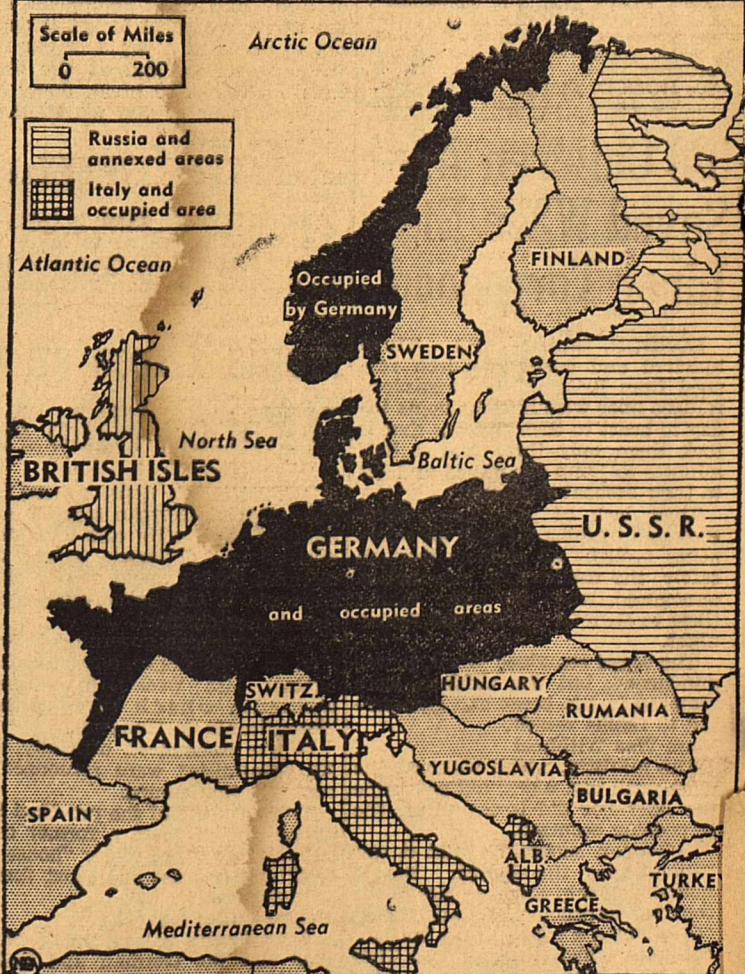 Scale of Miles
0 200
Arctic Ocean
Russia and
annexed areas
Italy and
occupied area
Atlantic Ocean
FINLAND
Occupied
by Germany
SWEDEN
North Sea
BRITISH ISLES
Baltic Sea
U. S. S. R.
GERMANY
and occupied areas
SWITZ.
HUNGARY
RUMANIA
FRANCE
ITALY
YUGOSLAVIA
BULGARIA
SPAIN
ALB.
TURKEY
GREECE
Mediterranean Sea